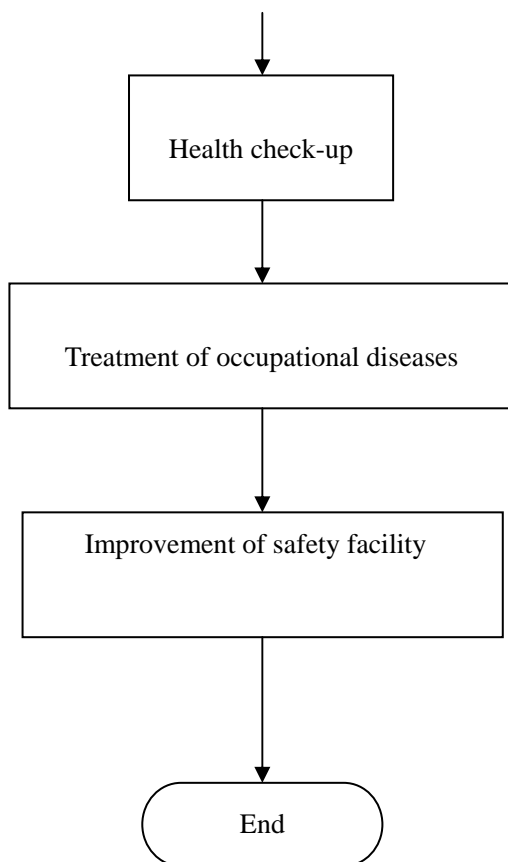 Health check-up
Treatment of occupational diseases
Improvement of safety facility
End